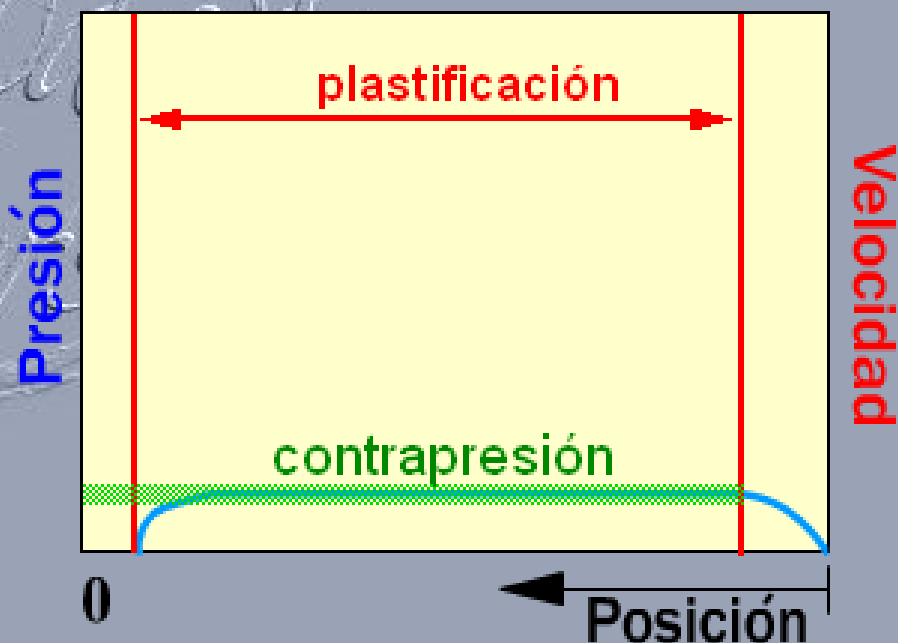 plastificación
Presión
Velocidad
contrapresión
0
Posición